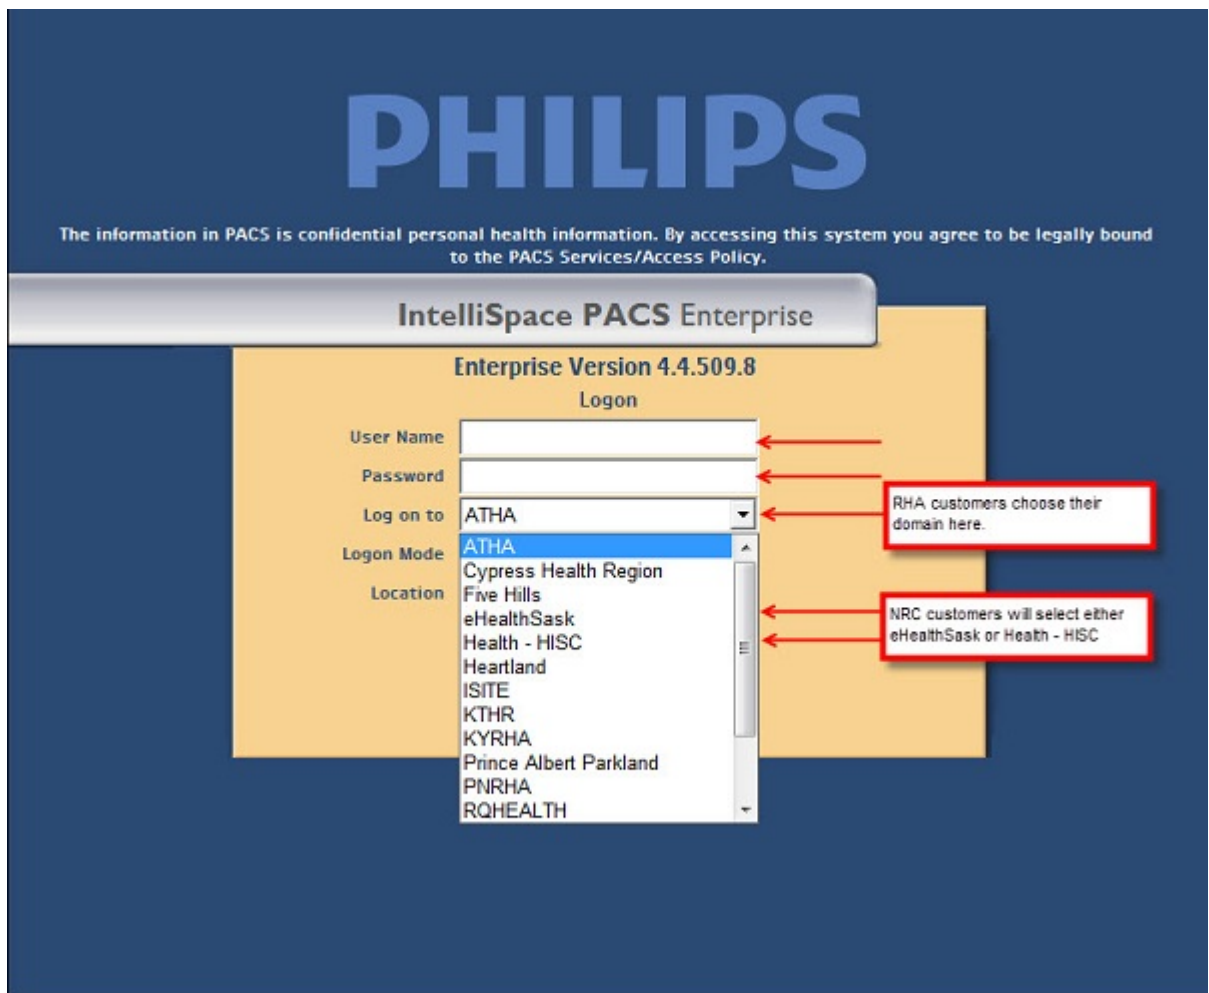 PHILIPS
The information in PACS is confidential personal health information. By accessing this system you agree to be legally bound
to the PACS Services/Access Policy.
IntelliSpace PACS Enterprise
Enterprise Version 4.4.509.8
Logon
User Name
Password
Log on to ATHA
RHA customers choose their
domain here.
Logon Mode
Location
ATHA
Cypress Health Region
Five Hills
eHealthSask
Health - HISC
Heartland
ISITE
KTHR
KYRHA
Prince Albert Parkland
PNRHA
RQHEALTH
NRC customers will select either
eHealthSask or Health - HISC